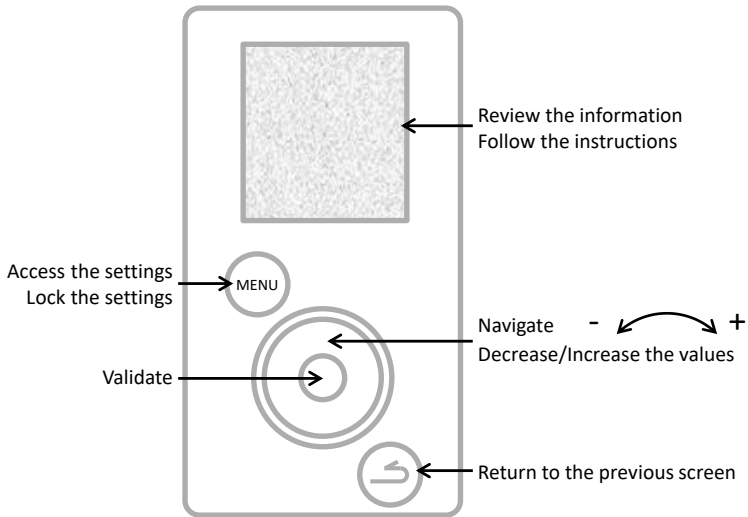 Review the information
Follow the instructions
Access the settings
Lock the settings
MENU
Navigate - +
Decrease/Increase the values
Validate
Return to the previous screen